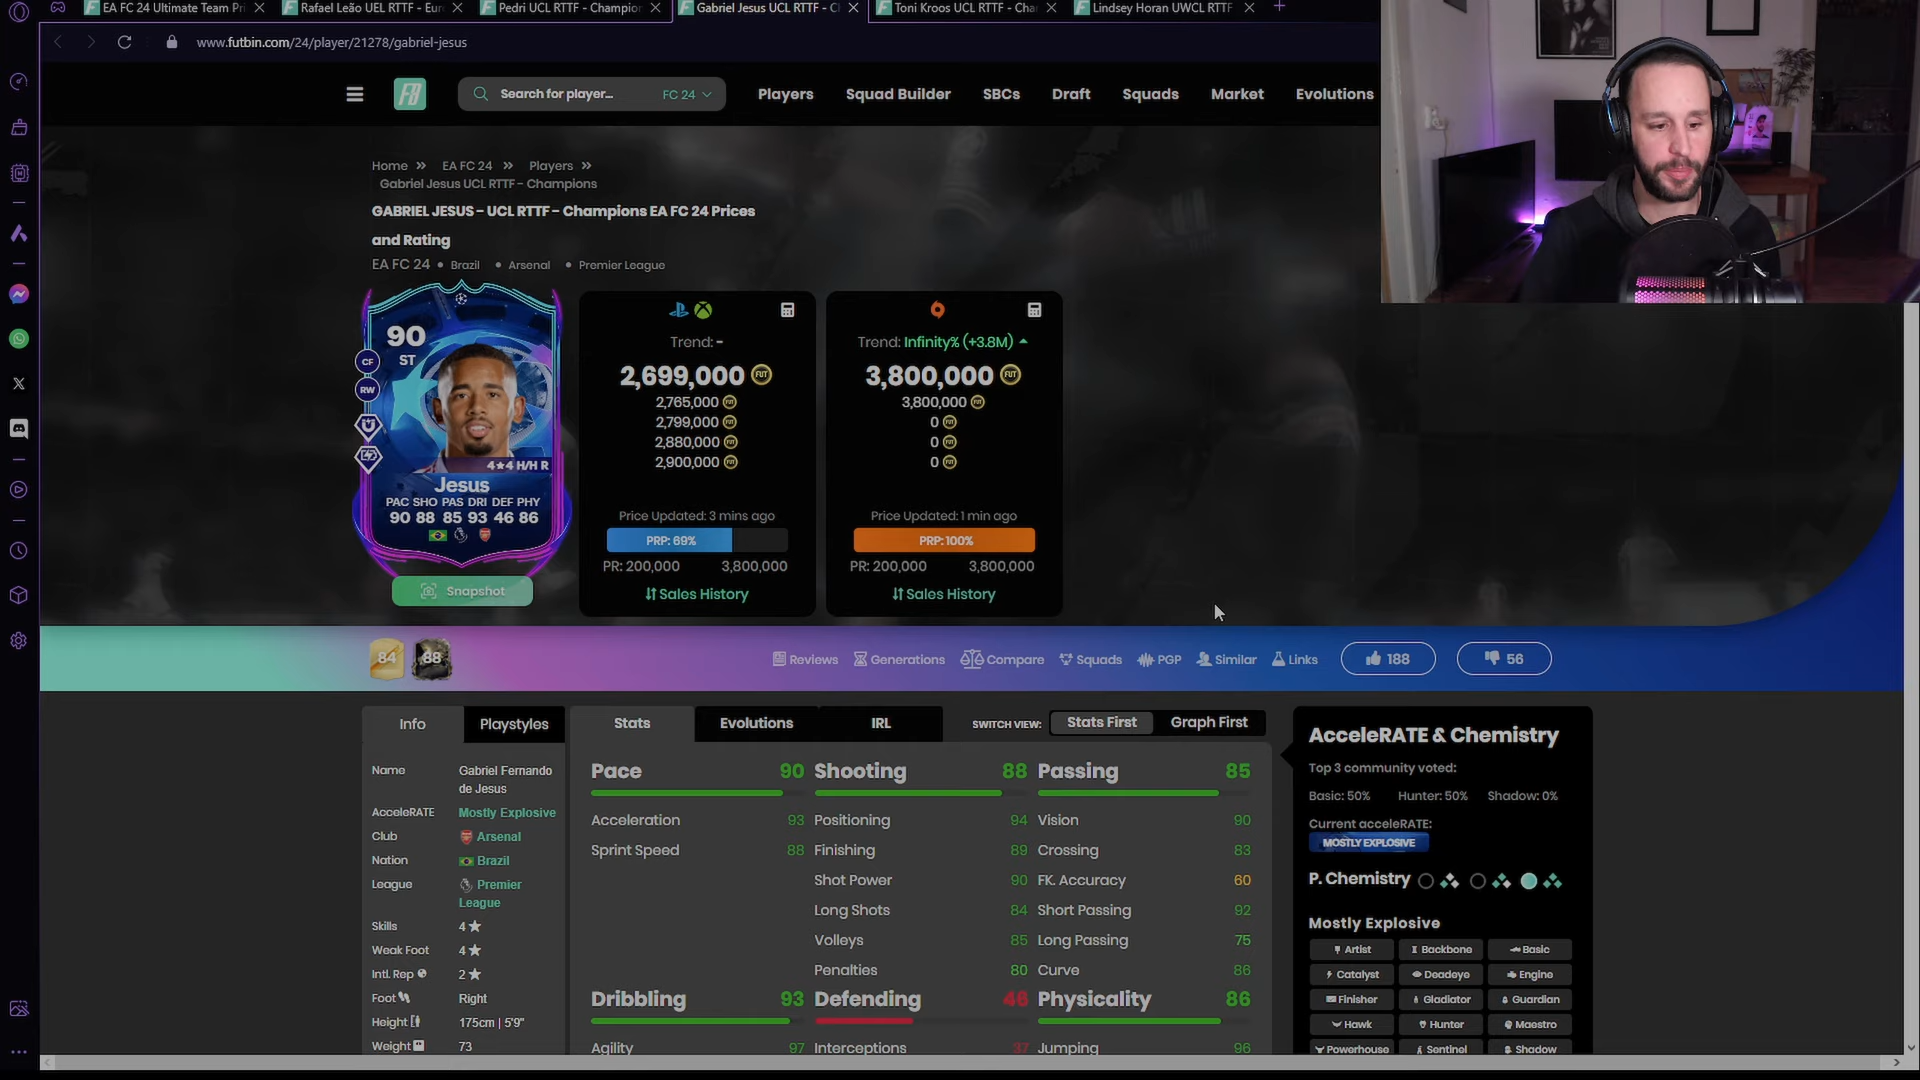 EA FC 24 Ultimate Team Pri
Rafael Leão UEL RTTF - Euro
Pedri UCL RTTF - Champion
Gabriel Jesus UCL RTTF - C
Toni Kroos UCL RTTF - Cha
Lindsey Horan UWCL RTTF
www.futbin.com/24/player/21278/gabriel-jesus
Search for player...
FC 24
Players
Squad Builder
SBCs
Draft
Squads
Market
Evolutions
Home » EA FC 24 » Players »
Gabriel Jesus UCL RTTF - Champions
GABRIEL JESUS - UCL RTTF - Champions EA FC 24 Prices
and Rating
EA FC 24 • Brazil • Arsenal • Premier League
90
ST
CF
RW
4★4 H/H R
Jesus
PAC SHO PAS DRI DEF PHY
90 88 85 93 46 86
Snapshot
Trend: -
2,699,000
2,765,000
2,799,000
2,880,000
2,900,000
Price Updated: 3 mins ago
PRP: 69%
PR: 200,000 3,800,000
Sales History
Trend: Infinity% (+3.8M)
3,800,000
3,800,000
0
0
0
Price Updated: 1 min ago
PRP: 100%
PR: 200,000 3,800,000
Sales History
84
88
Reviews
Generations
Compare
Squads
PGP
Similar
Links
188
56
Info
Playstyles
Name Gabriel Fernando
de Jesus
AcceleRATE Mostly Explosive
Club Arsenal
Nation Brazil
League Premier
League
Skills 4★
Weak Foot 4★
Intl. Rep 2★
Foot Right
Height 175cm | 5'9"
Weight 73
Stats
Evolutions
IRL
SWITCH VIEW:
Stats First
Graph First
Pace 90
Acceleration 93
Sprint Speed 88
Shooting 88
Positioning 94
Finishing 89
Shot Power 90
Long Shots 84
Volleys 85
Penalties 80
Passing 85
Vision 90
Crossing 83
FK. Accuracy 60
Short Passing 92
Long Passing 75
Curve 86
Dribbling 93
Agility 97
Defending 46
Interceptions 37
Physicality 86
Jumping 96
AcceleRATE & Chemistry
Top 3 community voted:
Basic: 50% Hunter: 50% Shadow: 0%
Current acceleRATE:
MOSTLY EXPLOSIVE
P. Chemistry
Mostly Explosive
Artist
Backbone
Basic
Catalyst
Deadeye
Engine
Finisher
Gladiator
Guardian
Hawk
Hunter
Maestro
Powerhouse
Sentinel
Shadow